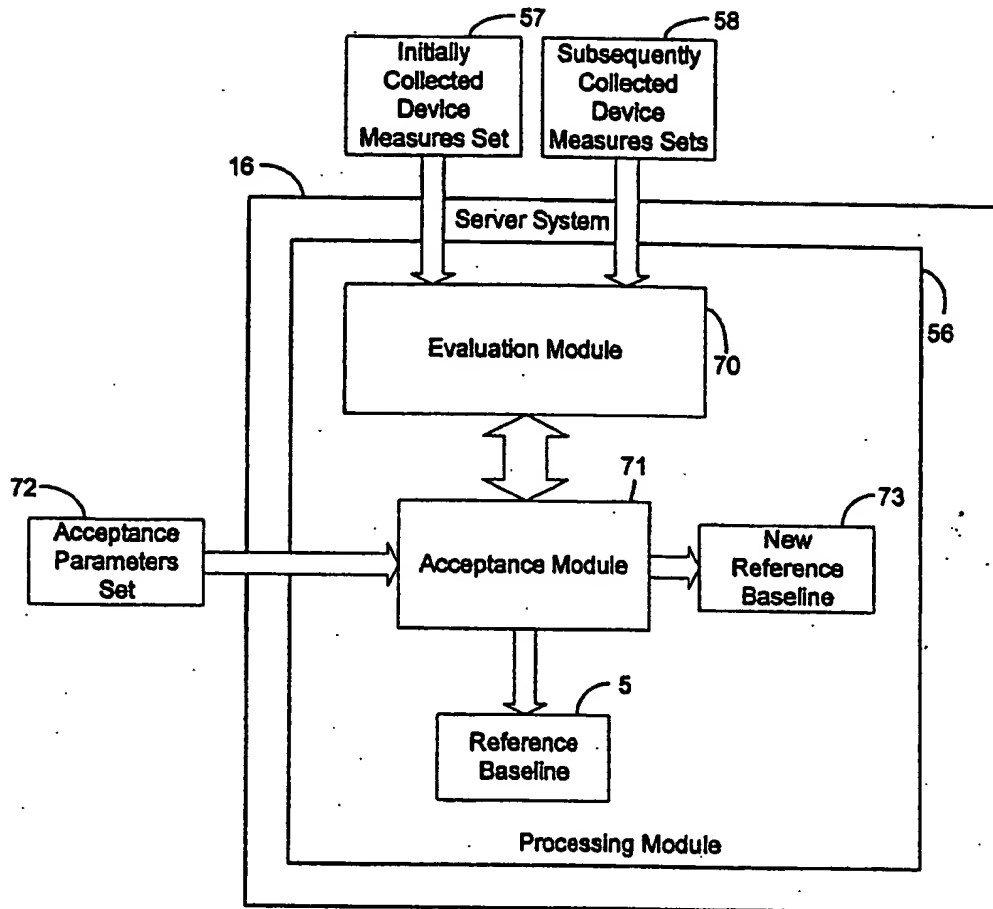 57
58
Initially
Collected
Device
Measures Set
Subsequently
Collected
Device
Measures Sets
16
Server System
56
Evaluation Module
70
71
72
73
Acceptance
Parameters
Set
Acceptance Module
New
Reference
Baseline
5
Reference
Baseline
Processing Module